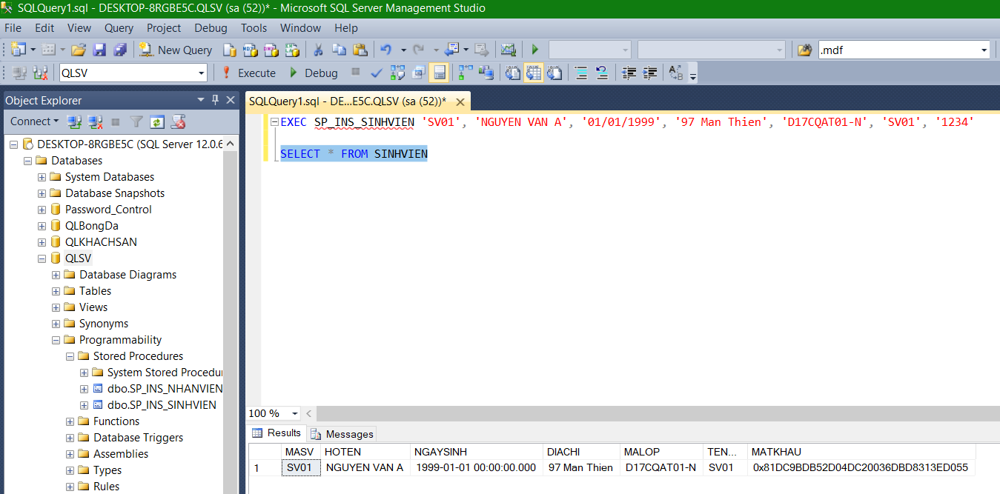 SQLQuery1.sql - DESKTOP-8RGBE5C.QLSV (sa (52))* - Microsoft SQL Server Management Studio
File Edit View Query Project Debug Tools Window Help
New Query .mdf
QLSV Execute Debug
Object Explorer
Connect
DESKTOP-8RGBE5C (SQL Server 12.0.6
Databases
System Databases
Database Snapshots
Password_Control
QLBongDa
QLKHACHSAN
QLSV
Database Diagrams
Tables
Views
Synonyms
Programmability
Stored Procedures
System Stored Procedur
dbo.SP_INS_NHANVIEN
dbo.SP_INS_SINHVIEN
Functions
Database Triggers
Assemblies
Types
Rules
SQLQuery1.sql - DE...E5C.QLSV (sa (52))*
EXEC SP_INS_SINHVIEN 'SV01', 'NGUYEN VAN A', '01/01/1999', '97 Man Thien', 'D17CQAT01-N', 'SV01', '1234'
SELECT * FROM SINHVIEN
100 %
Results Messages
MASV HOTEN NGAYSINH DIACHI MALOP TEN... MATKHAU
1 SV01 NGUYEN VAN A 1999-01-01 00:00:00.000 97 Man Thien D17CQAT01-N SV01 0x81DC9BDB52D04DC20036DBD8313ED055